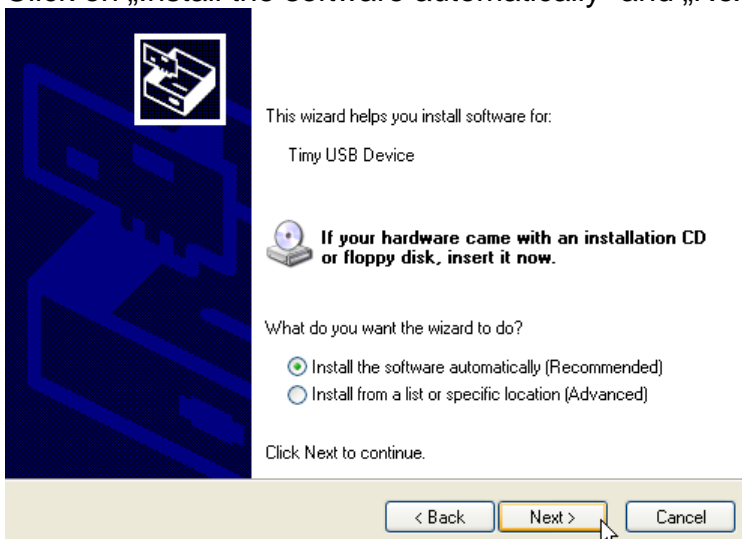 Click on „Install the software automatically“ and
This wizard helps you install software for:
Timy USB Device
If your hardware came with an installation CD
or floppy disk, insert it now.
What do you want the wizard to do?
Install the software automatically (Recommended)
Install from a list or specific location (Advanced)
Click Next to continue.
< Back
Next >
Cancel